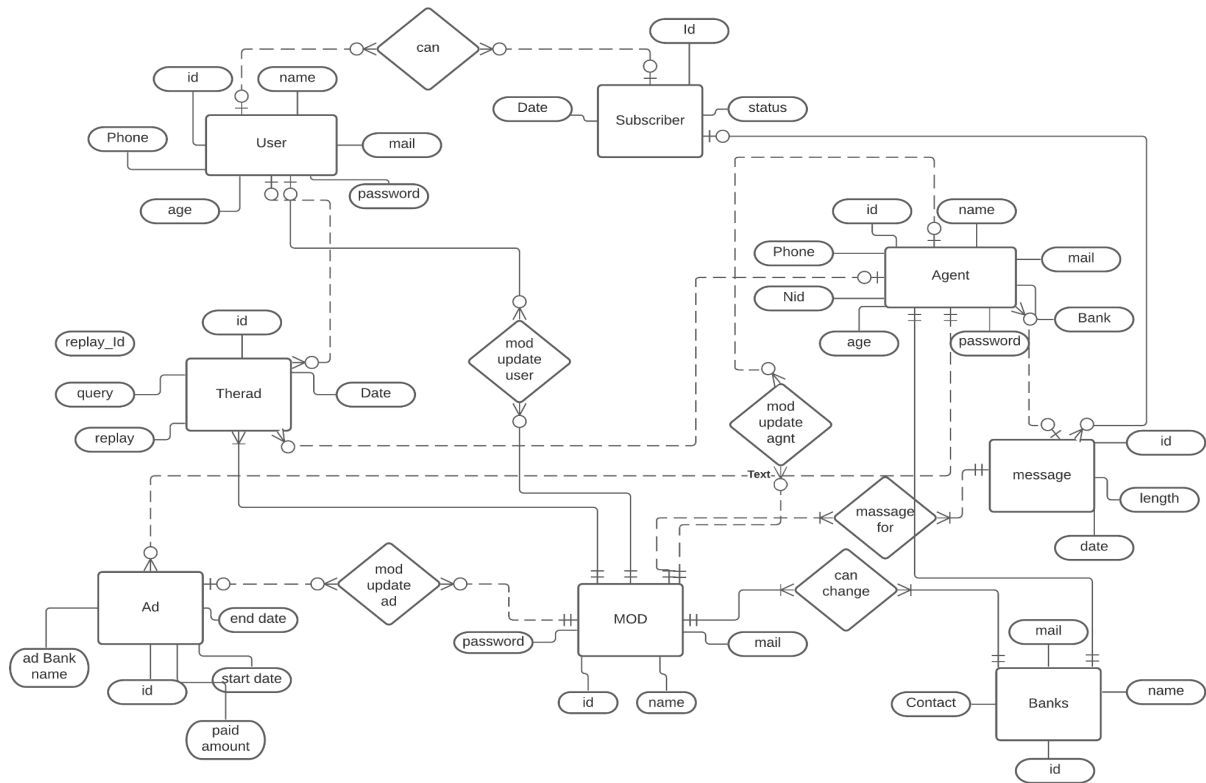 can
Id
id
name
Date
status
Subscriber
Phone
User
mail
password
age
id
name
Phone
mail
Agent
Nid
Bank
age
password
id
replay_Id
mod
update
user
query
Therad
Date
replay
mod
update
agnt
id
Text
message
length
massage
for
date
mod
update
ad
can
change
Ad
end date
MOD
password
mail
mail
ad Bank
name
id
start date
id
name
Contact
Banks
name
paid
amount
id